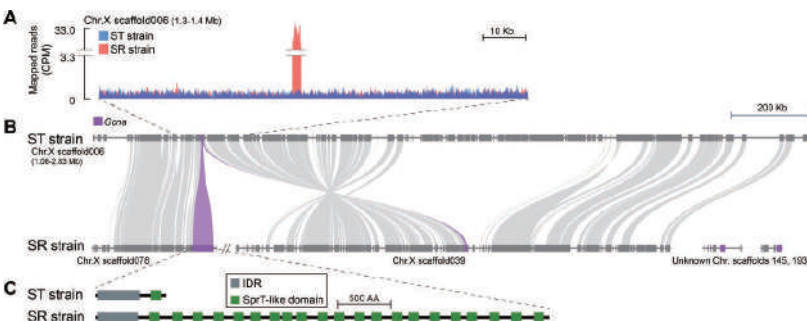 A
Chr.X scaffold006 (1.3-1.4 Mb)
33.0
ST strain
SR strain
10 Kb
Mapped reads
(CPM)
3.3
0
Gcna
200 Kb
B
ST strain
Chr.X scaffold006
(1.06-2.83 Mb)
SR strain
Chr.X scaffold078
Chr.X scaffold039
Unknown Chr. scaffolds 145, 193
C
ST strain
IDR
SprT-like domain
500 AA
SR strain